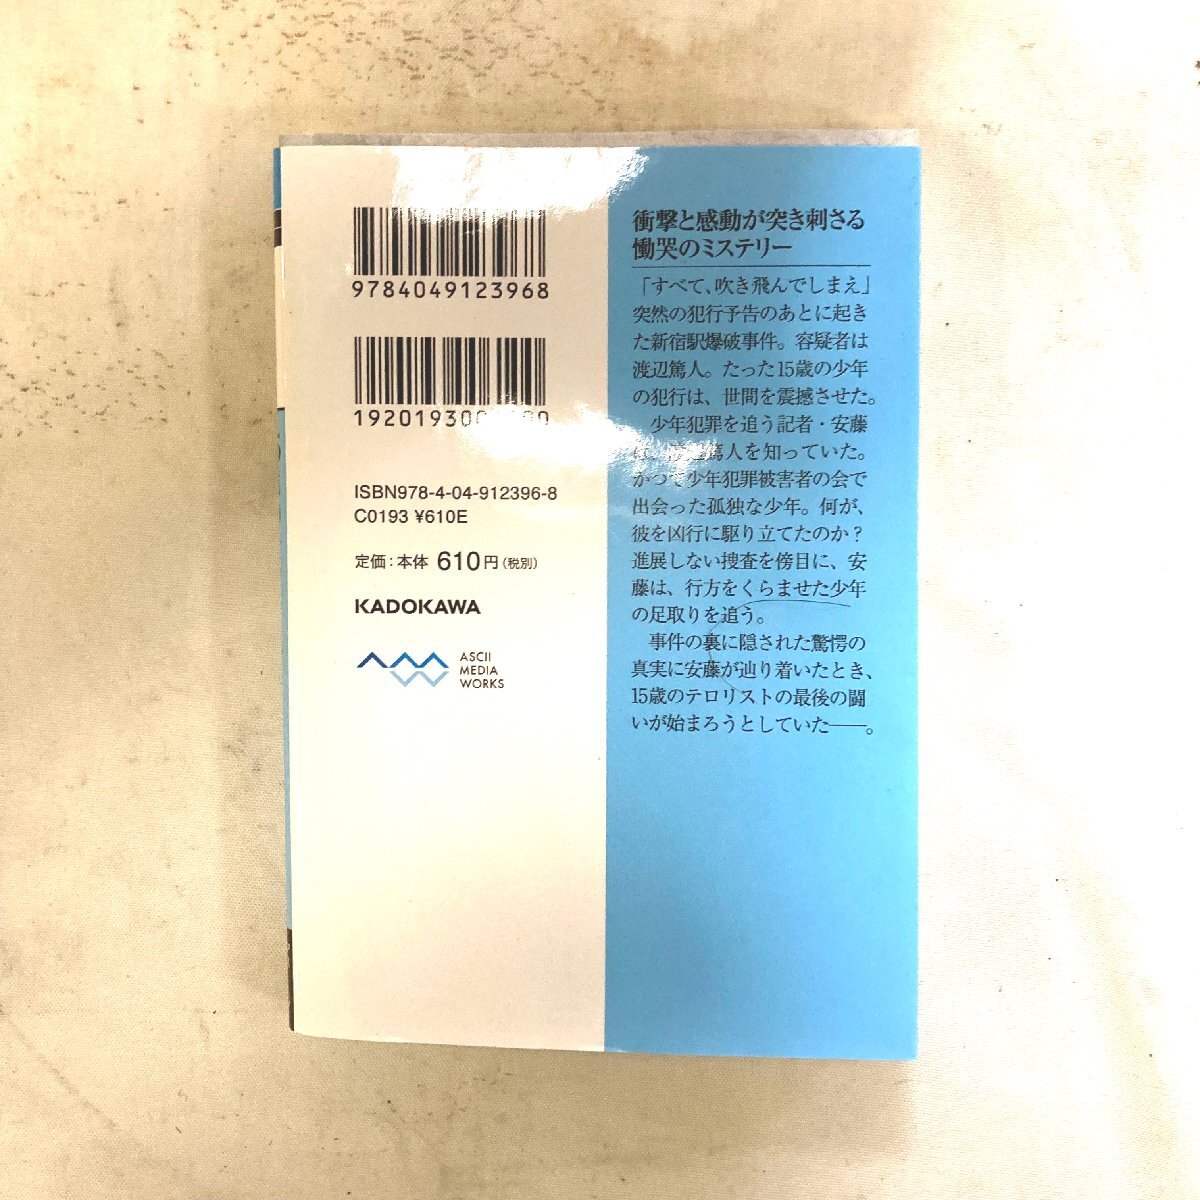 9784049123968
192019300
ISBN978-4-04-912396-8
C0193 ¥610E
定価：本体 610円（税別）
KADOKAWA
ASCII
MEDIA
WORKS
衝撃と感動が突き刺さる
慟哭のミステリー
「すべて、吹き飛んでしまえ」
突然の犯行予告のあとに起き
た新宿駅爆破事件。容疑者は
渡辺篤人。たった15歳の少年
の犯行は、世間を震撼させた。
少年犯罪を追う記者・安藤
篤人を知っていた。
かつて少年犯罪被害者の会で
出会った孤独な少年。何が、
彼を凶行に駆り立てたのか？
進展しない捜査を傍目に、安
藤は、行方をくらませた少年
の足取りを追う。
事件の裏に隠された驚愕の
真実に安藤が辿り着いたとき、
15歳のテロリストの最後の闘
いが始まろうとしていた――。